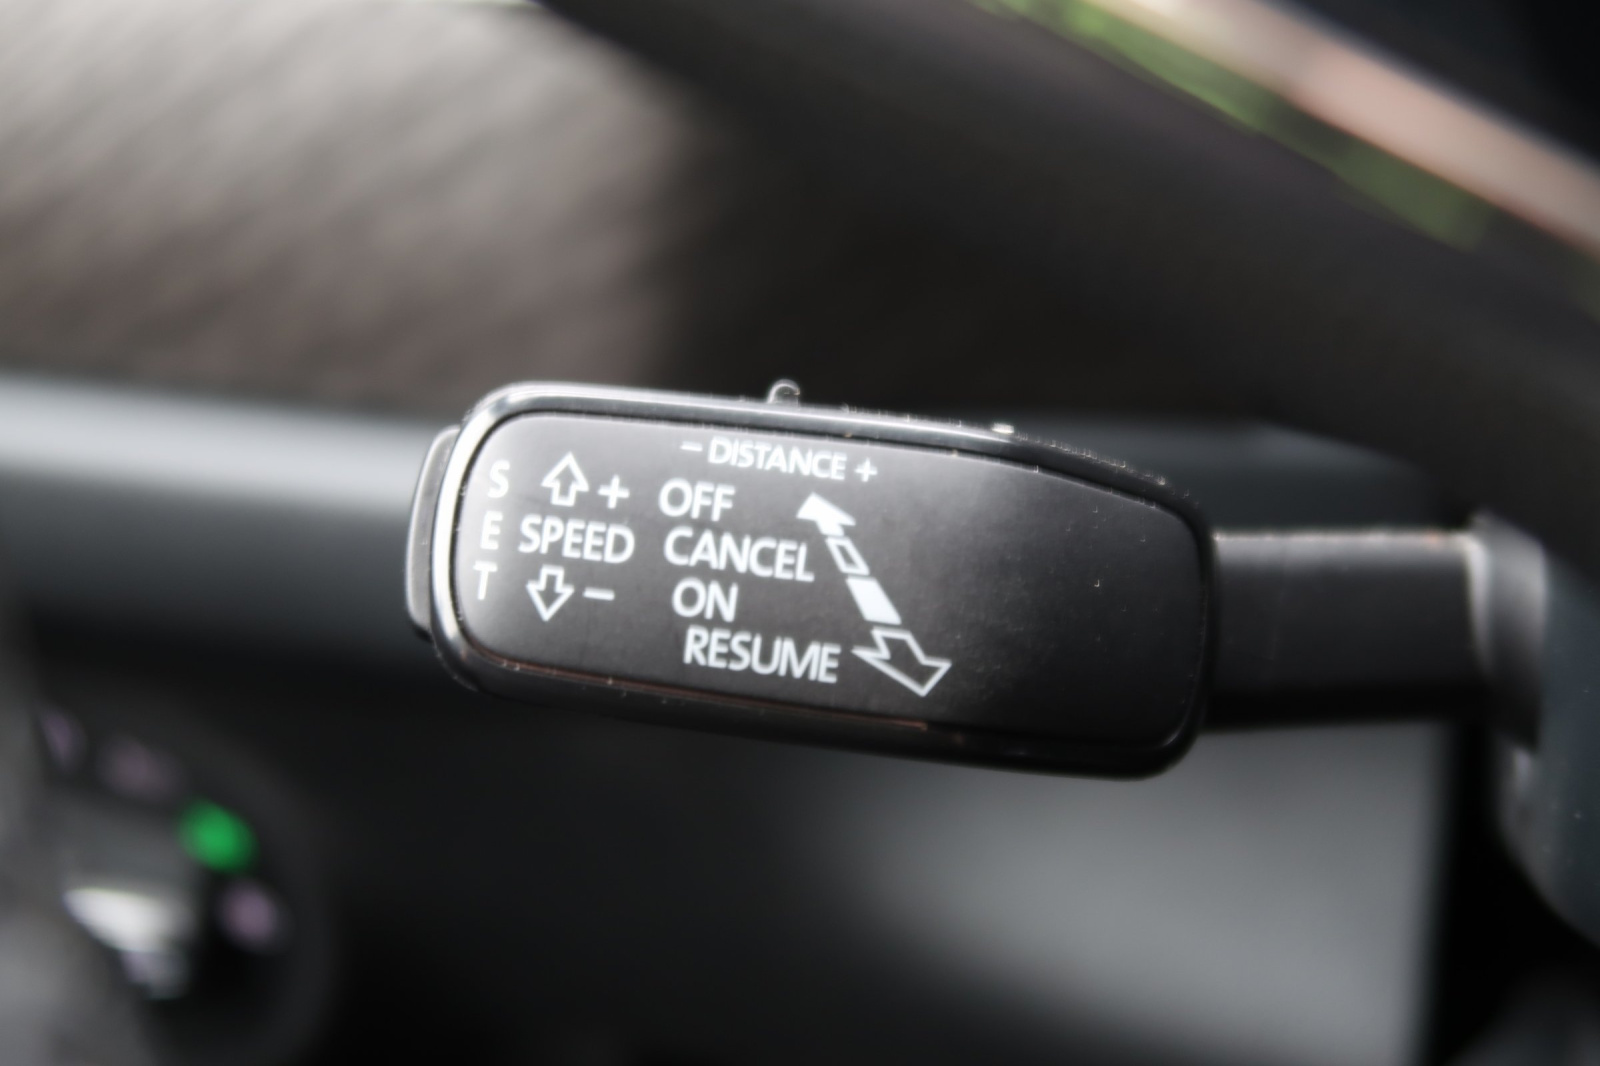 - DISTANCE +
S
E
T
+
SPEED
-
OFF
CANCEL
ON
RESUME